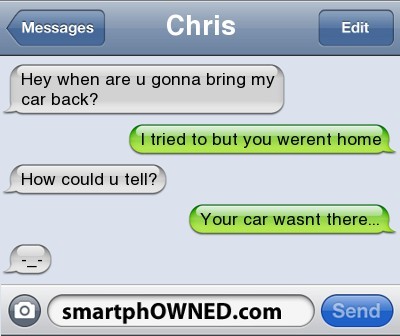 Messages
Chris
Edit
Hey when are u gonna bring my
car back?
I tried to but you werent home
How could u tell?
Your car wasnt there...
-_-
smartphOWNED.com
Send